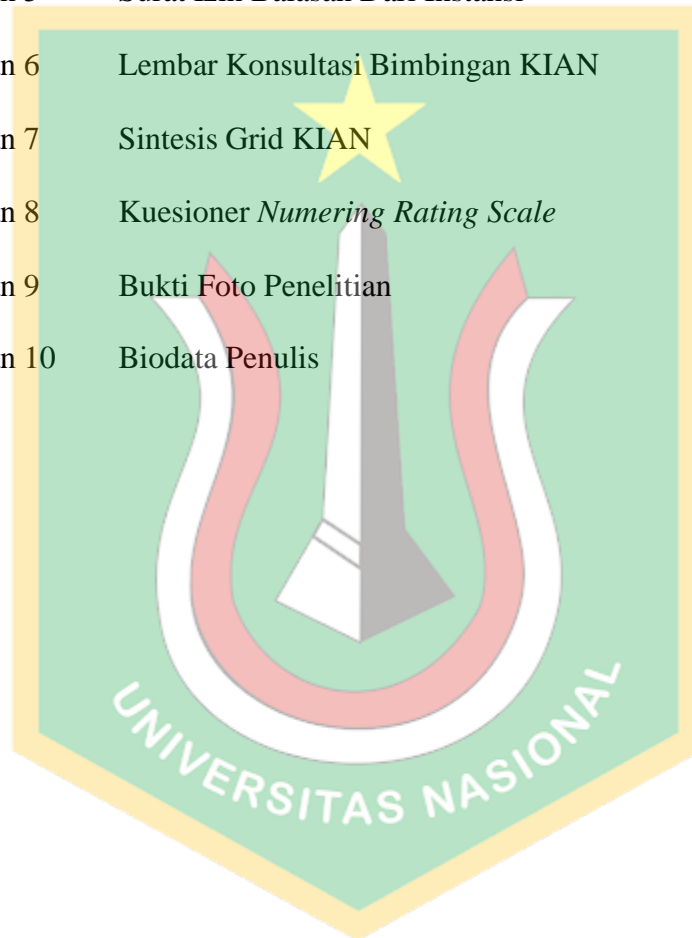 n 6 Lembar Konsultasi Bimbingan KIAN
n 7 Sintesis Grid KIAN
n 8 Kuesioner Numering Rating Scale
n 9 Bukti Foto Penelitian
n 10 Biodata Penulis
UNIVERSITAS NASIONAL